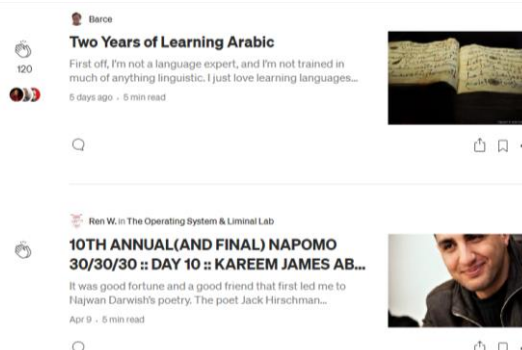 Barce
Two Years of Learning Arabic
First off, I'm not a language expert, and I'm not trained in
much of anything linguistic. I just love learning languages...
5 days ago · 5 min read
120
Ren W. in The Operating System & Liminal Lab
10TH ANNUAL(AND FINAL) NAPOMO
30/30/30 :: DAY 10 :: KAREEM JAMES AB...
It was good fortune and a good friend that first led me to
Najwan Darwish's poetry. The poet Jack Hirschman...
Apr 9 · 5 min read